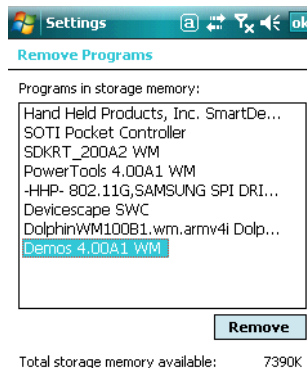 Settings
ok
Remove Programs
Programs in storage memory:
Hand Held Products, Inc. SmartDe...
SOTI Pocket Controller
SDKRT_200A2 WM
PowerTools 4.00A1 WM
-HHP- 802.11G,SAMSUNG SPI DRI...
Devicescape SWC
DolphinWM100B1.wm.armv4i Dolp...
Demos 4.00A1 WM
Remove
Total storage memory available: 7390K